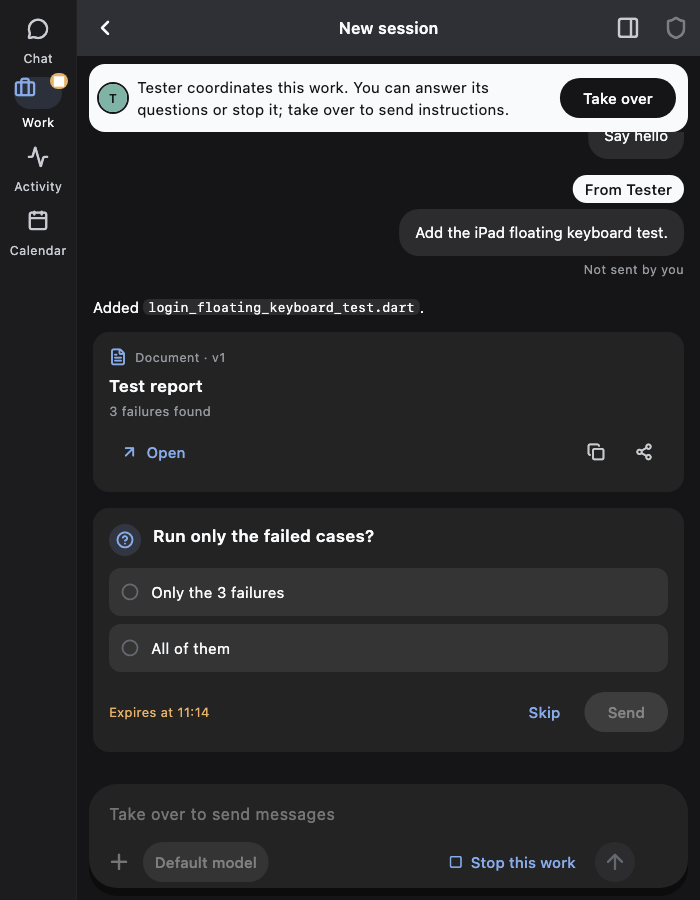 New session
Chat
Work
Activity
Calendar
T
Tester coordinates this work. You can answer its
questions or stop it; take over to send instructions.
Take over
Say hello
From Tester
Add the iPad floating keyboard test.
Not sent by you
Added login_floating_keyboard_test.dart.
Document · v1
Test report
3 failures found
Open
Run only the failed cases?
Only the 3 failures
All of them
Expires at 11:14
Skip
Send
Take over to send messages
Default model
Stop this work